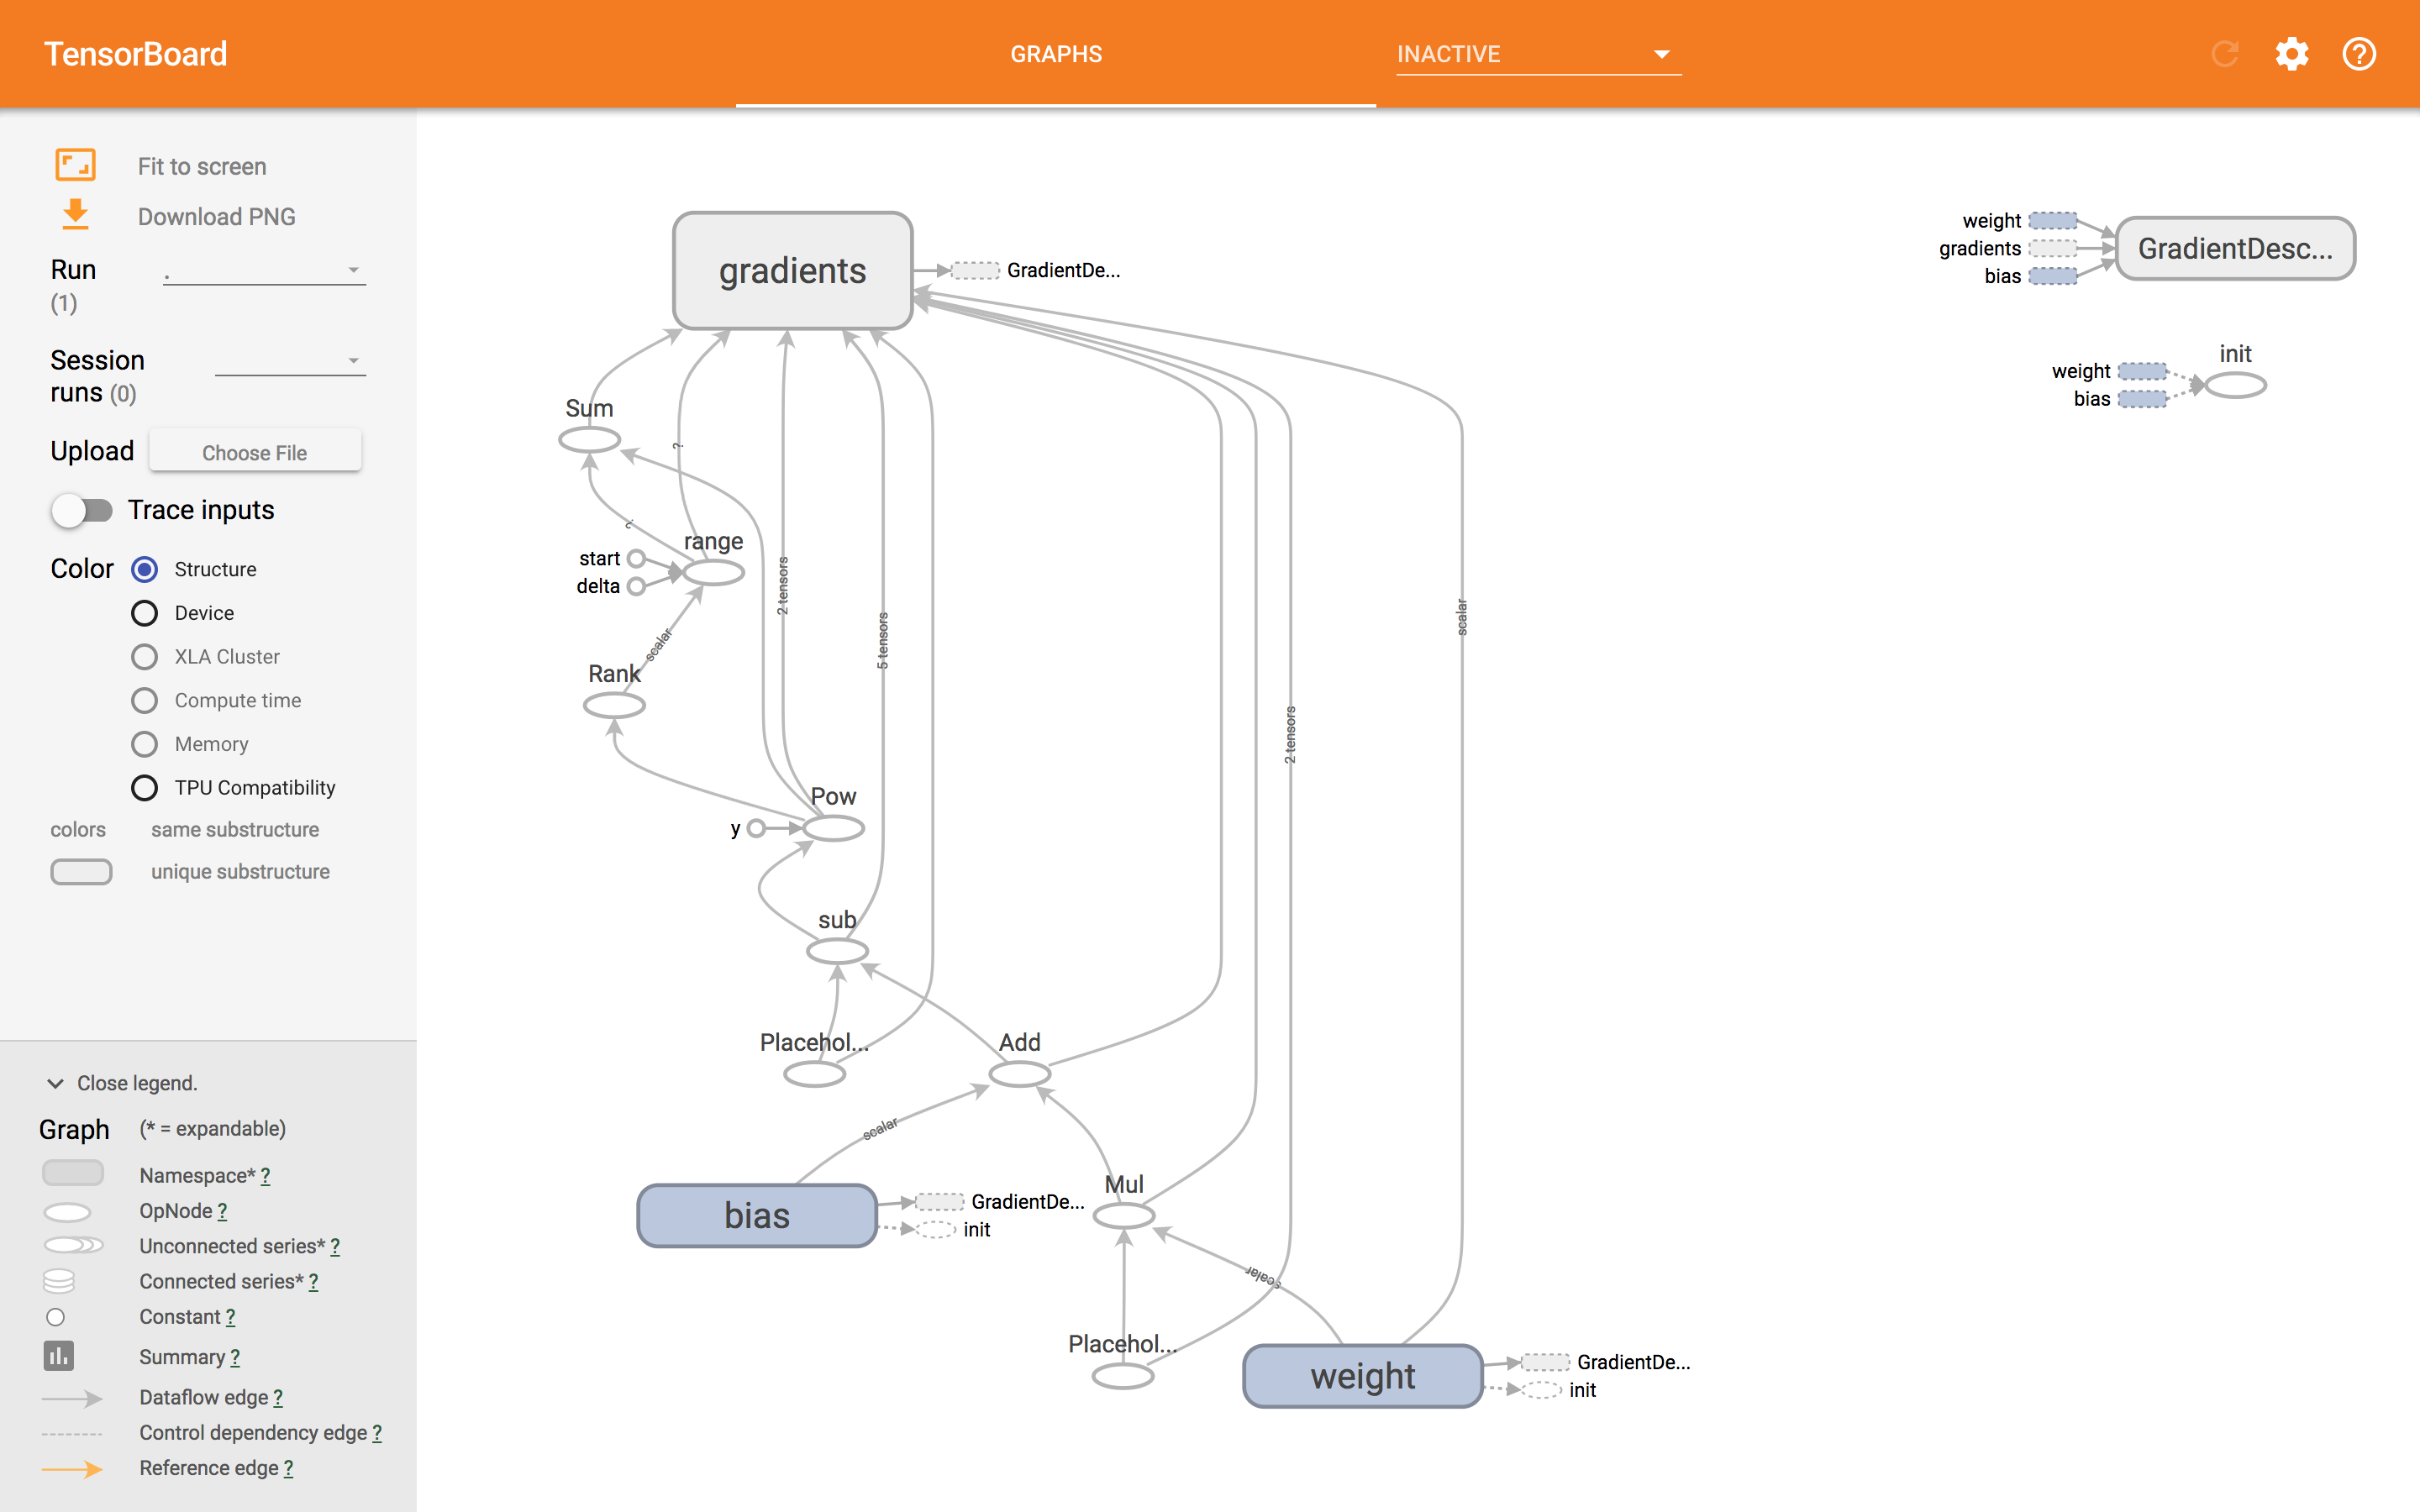 TensorBoard
GRAPHS
INACTIVE
Fit to screen
Download PNG
Run
(1)
.
Session
runs (0)
Upload
Choose File
Trace inputs
Color
Structure
Device
XLA Cluster
Compute time
Memory
TPU Compatibility
colors
same substructure
unique substructure
Close legend.
Graph
(* = expandable)
Namespace* ?
OpNode ?
Unconnected series* ?
Connected series* ?
Constant ?
Summary ?
Dataflow edge ?
Control dependency edge ?
Reference edge ?
gradients
GradientDe...
Sum
?
?
range
start
delta
scalar
Rank
2 tensors
5 tensors
Pow
y
sub
Placehol...
Add
scalar
bias
GradientDe...
init
Mul
scalar
2 tensors
scalar
Placehol...
weight
GradientDe...
init
weight
gradients
bias
GradientDesc...
init
weight
bias